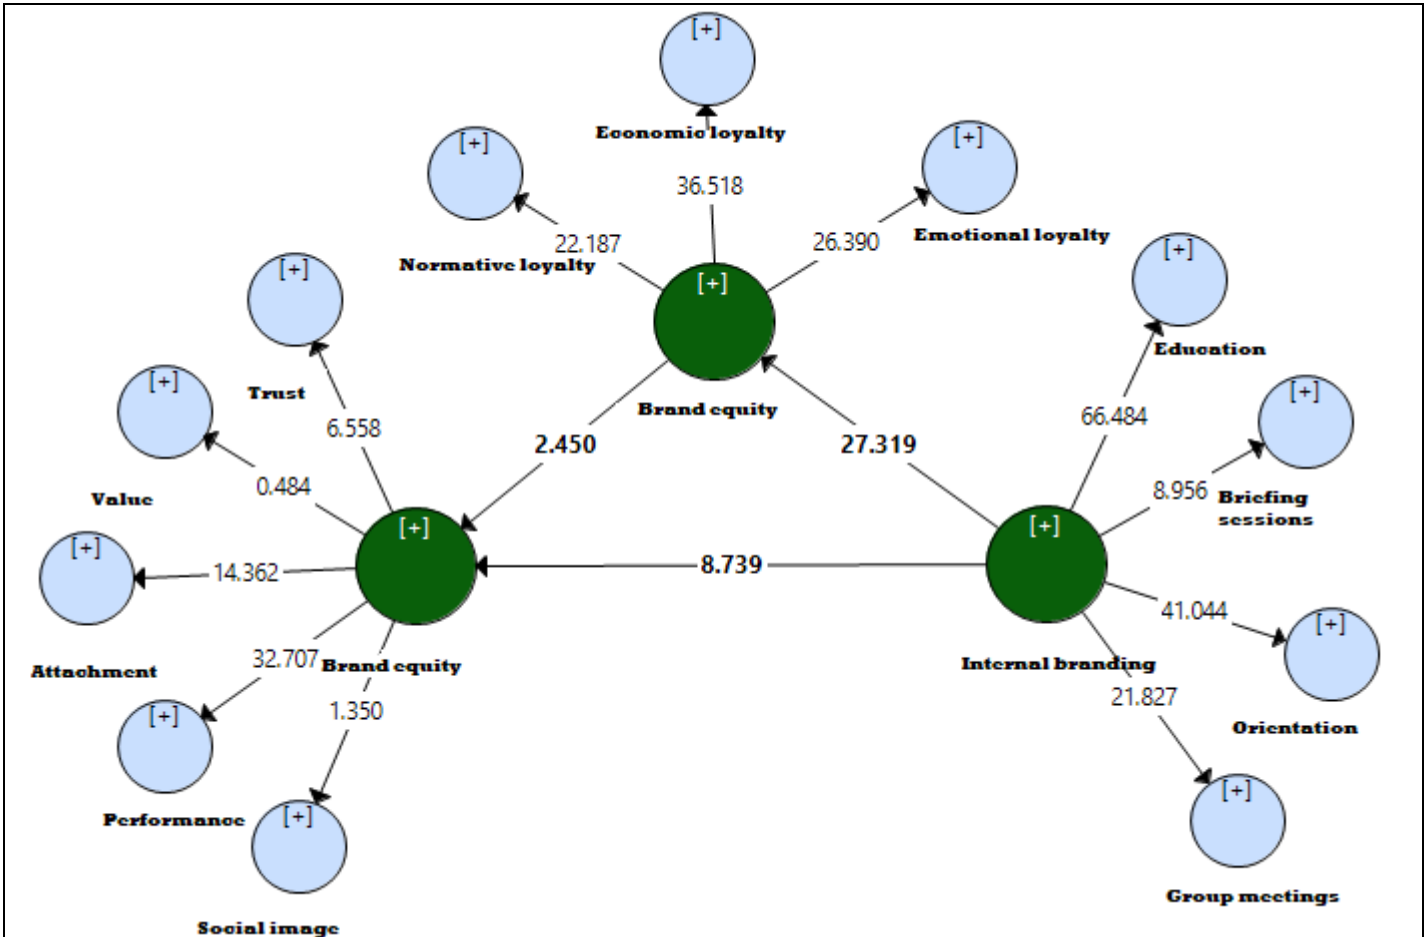 [+]
Economic loyalty
[+]
[+]
36.518
22.187
26.390
Emotional loyalty
Normative loyalty
[+]
[+]
[+]
Education
Trust
[+]
Brand equity
[+]
6.558
2.450
27.319
66.484
Value
0.484
8.956
Briefing
sessions
[+]
[+]
[+]
14.362
8.739
41.044
[+]
32.707
Brand equity
Internal branding
Attachment
21.827
[+]
1.350
Orientation
Performance
[+]
[+]
Group meetings
Social image